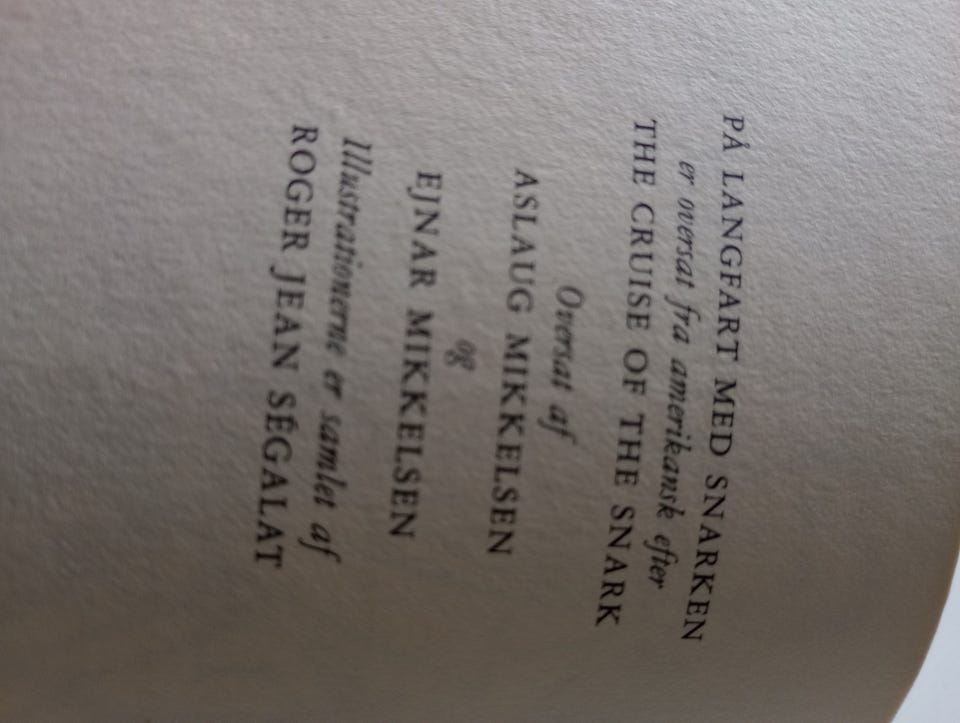 PÅ LANGFART MED SNARKEN
er oversat fra amerikansk efter
THE CRUISE OF THE SNARK
Oversat af
ASLAUG MIKKELSEN
og
EJNAR MIKKELSEN
Illustrationerne er samlet af
ROGER JEAN SÉGALAT